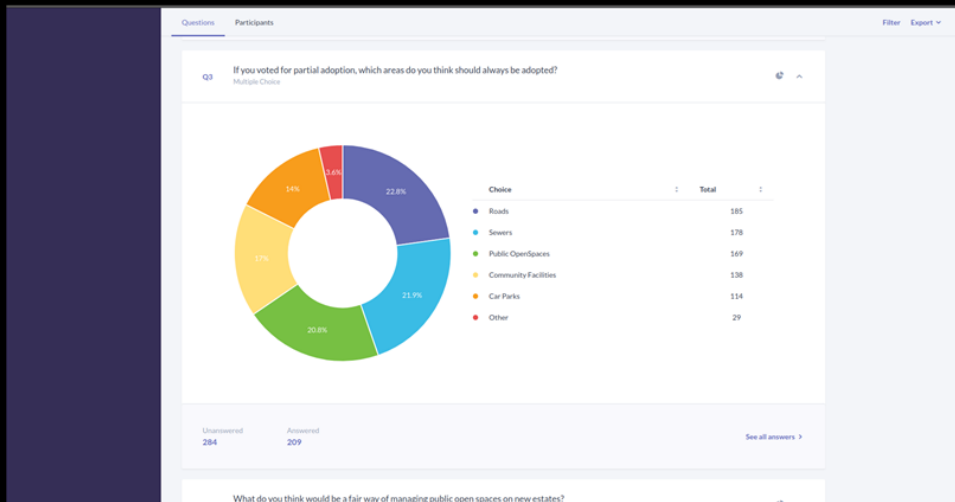 Questions Participants Filter Export
Q3 If you voted for partial adoption, which areas do you think should always be adopted?
Multiple Choice
22.8%
21.9%
20.8%
17%
14%
3.6%
Choice Total
Roads 185
Sewers 178
Public OpenSpaces 169
Community Facilities 138
Car Parks 114
Other 29
Unanswered Answered
284 209 See all answers
What do you think would be a fair way of managing public open spaces on new estates?